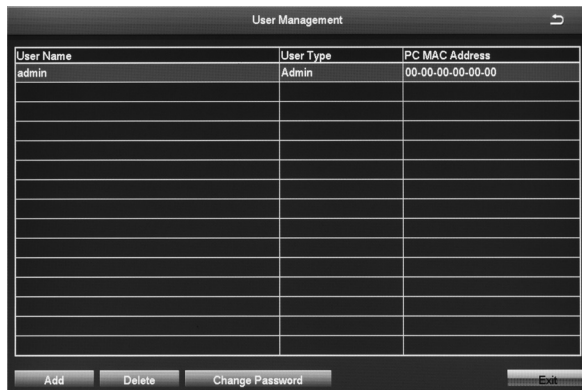 User Management
User Name User Type PC MAC Address
admin Admin 00-00-00-00-00-00
Add Delete Change Password Exit